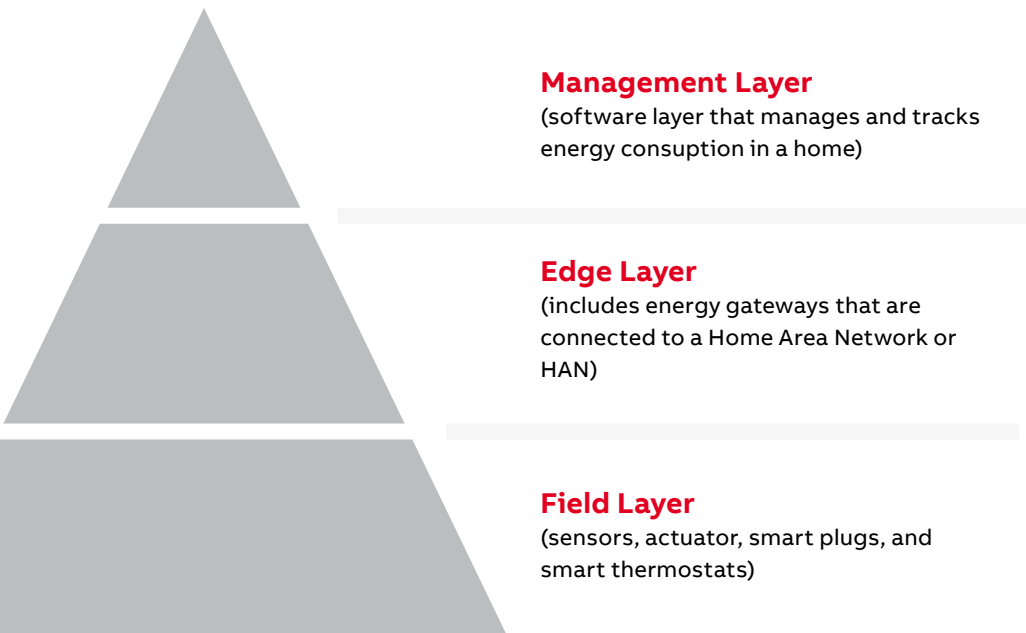 Management Layer
(software layer that manages and tracks
energy consuption in a home)
Edge Layer
(includes energy gateways that are
connected to a Home Area Network or
HAN)
Field Layer
(sensors, actuator, smart plugs, and
smart thermostats)